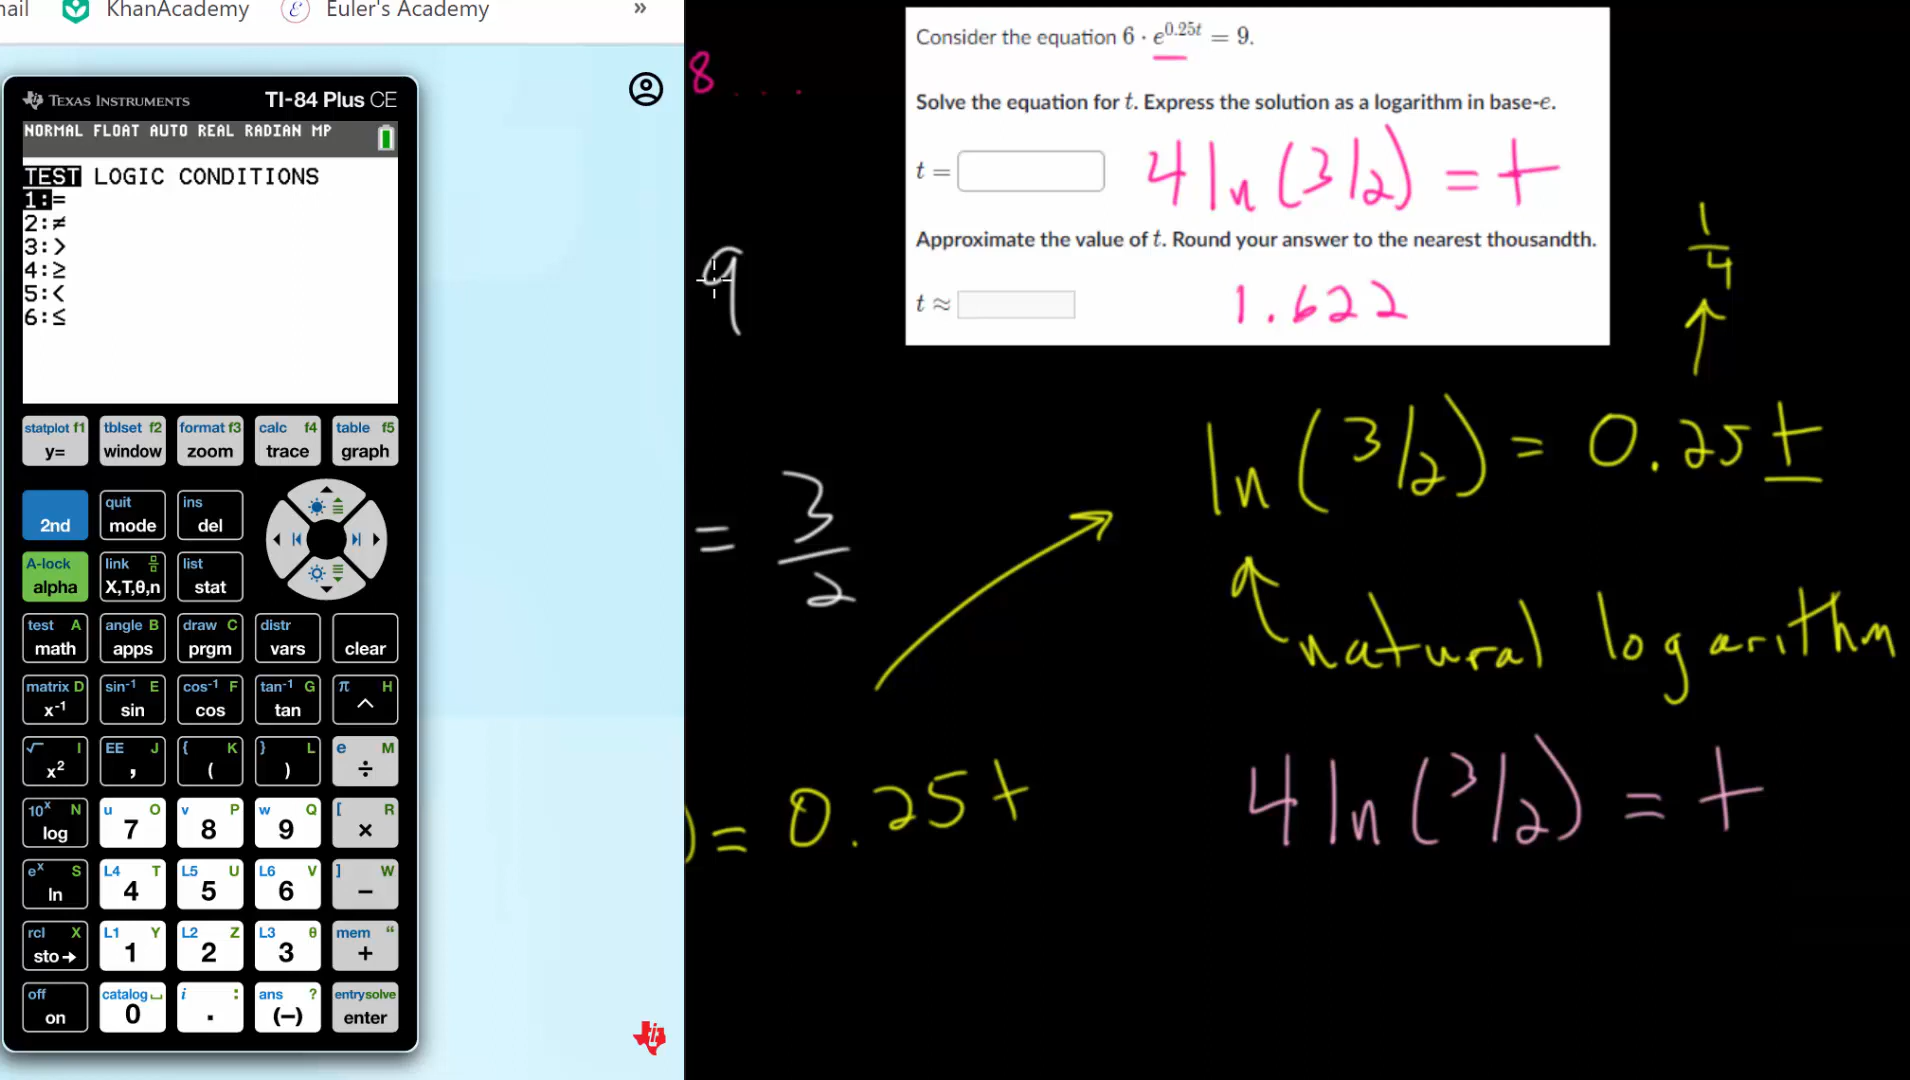 ail KhanAcademy Euler's Academy »
TEXAS INSTRUMENTS TI-84 Plus CE
NORMAL FLOAT AUTO REAL RADIAN MP
TEST LOGIC CONDITIONS
1:=
2:≠
3:>
4:≥
5:<
6:≤
statplot f1 tblset f2 format f3 calc f4 table f5
y= window zoom trace graph
quit ins
2nd mode del
A-lock link list
alpha X,T,θ,n stat
test A angle B draw C distr
math apps prgm vars clear
matrix D sin⁻¹ E cos⁻¹ F tan⁻¹ G π H
x⁻¹ sin cos tan ^
√ I EE J { K } L e M
x² , ( ) ÷
10ˣ N u O v P w Q [ R
log 7 8 9 ×
eˣ S L4 T L5 U L6 V ] W
ln 4 5 6 −
rcl X L1 Y L2 Z L3 θ mem "
sto→ 1 2 3 +
off catalog i : ans ? entry solve
on 0 . (−) enter
8 . . .
Consider the equation 6 · e^0.25t = 9.
Solve the equation for t. Express the solution as a logarithm in base-e.
t = 4 ln (3/2) = t
Approximate the value of t. Round your answer to the nearest thousandth.
t ≈ 1.622
1/4
9
ln (3/2) = 0.25t
= 3/2
natural logarithm
) = 0.25t
4 ln (3/2) = t